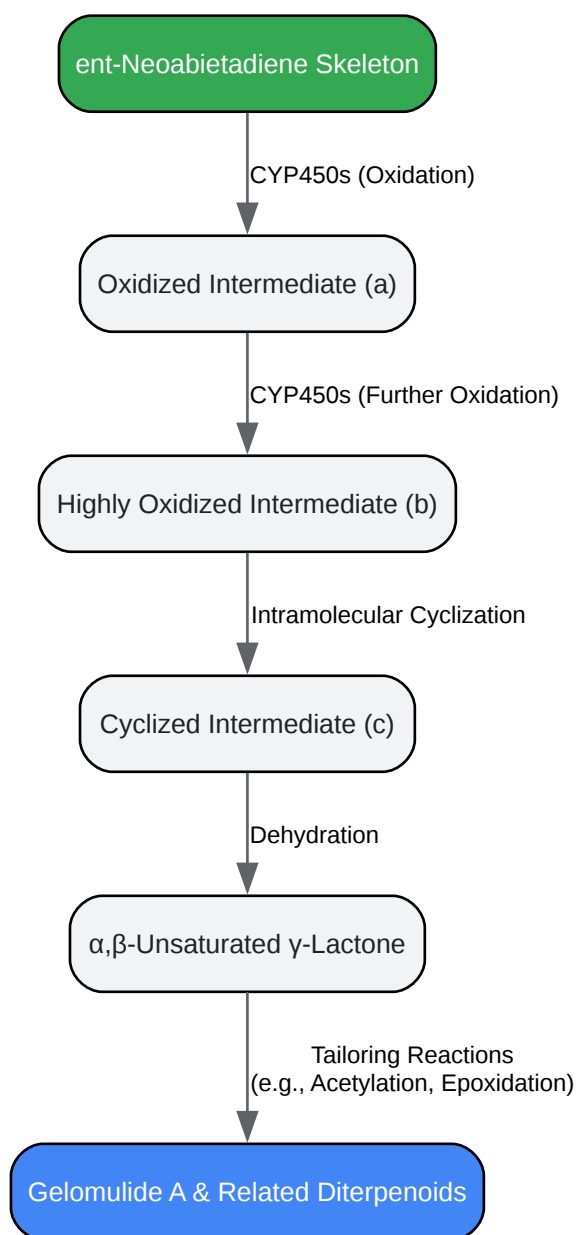 ent-Neoabietadiene Skeleton
CYP450s (Oxidation)
Oxidized Intermediate (a)
CYP450s (Further Oxidation)
Highly Oxidized Intermediate (b)
Intramolecular Cyclization
Cyclized Intermediate (c)
Dehydration
α,β-Unsaturated γ-Lactone
Tailoring Reactions
(e.g., Acetylation, Epoxidation)
Gelomulide A & Related Diterpenoids